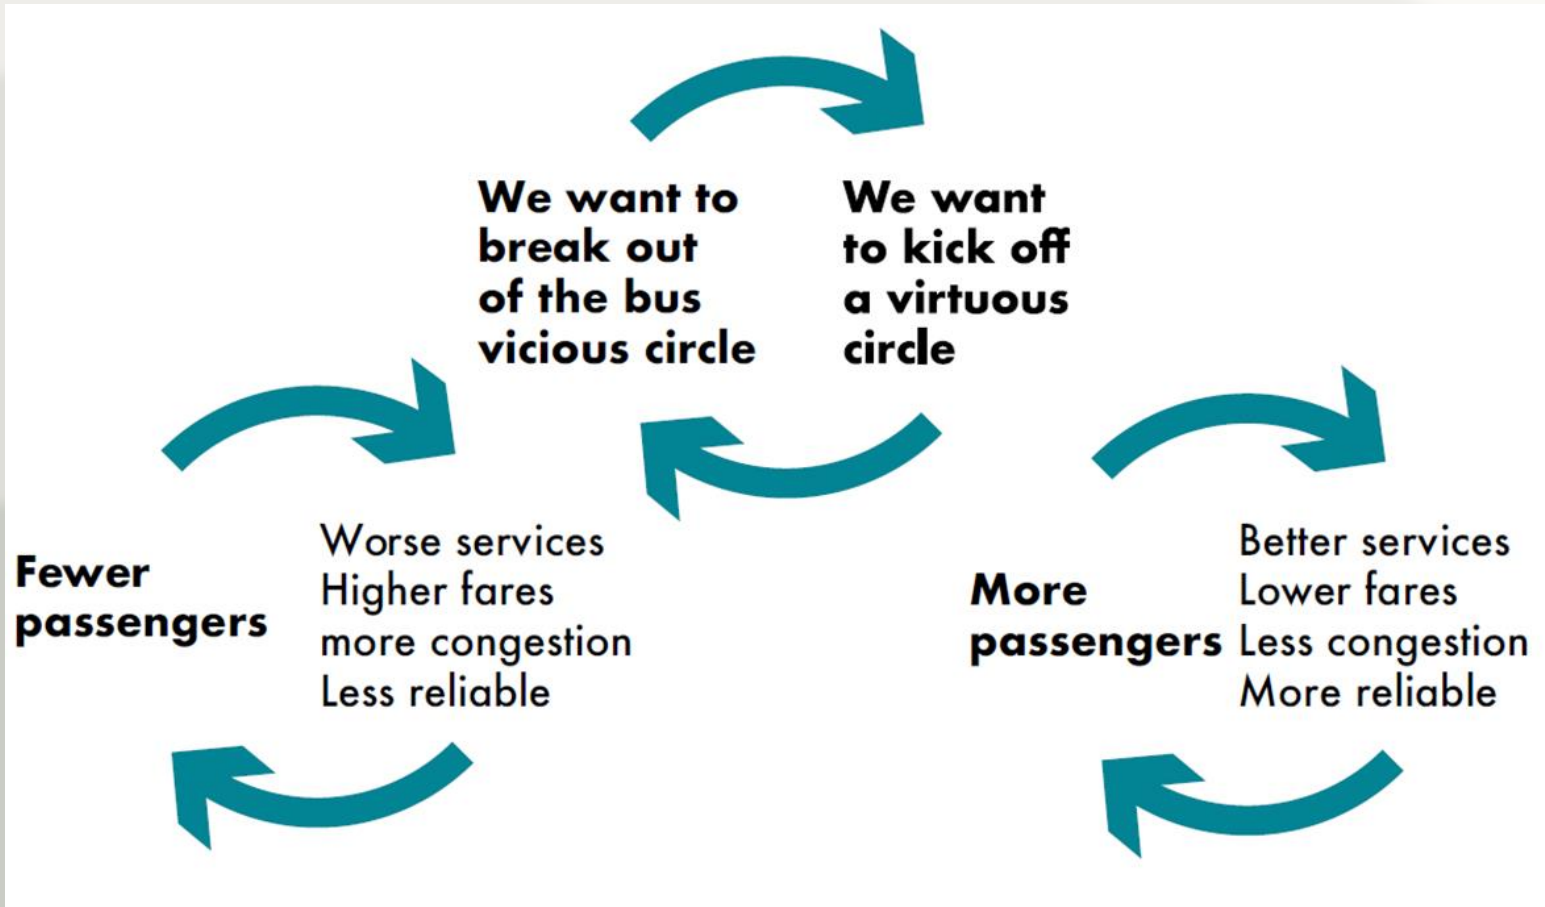 We want to
break out
of the bus
vicious circle
We want
to kick off
a virtuous
circle
Fewer
passengers
Worse services
Higher fares
more congestion
Less reliable
More
passengers
Better services
Lower fares
Less congestion
More reliable